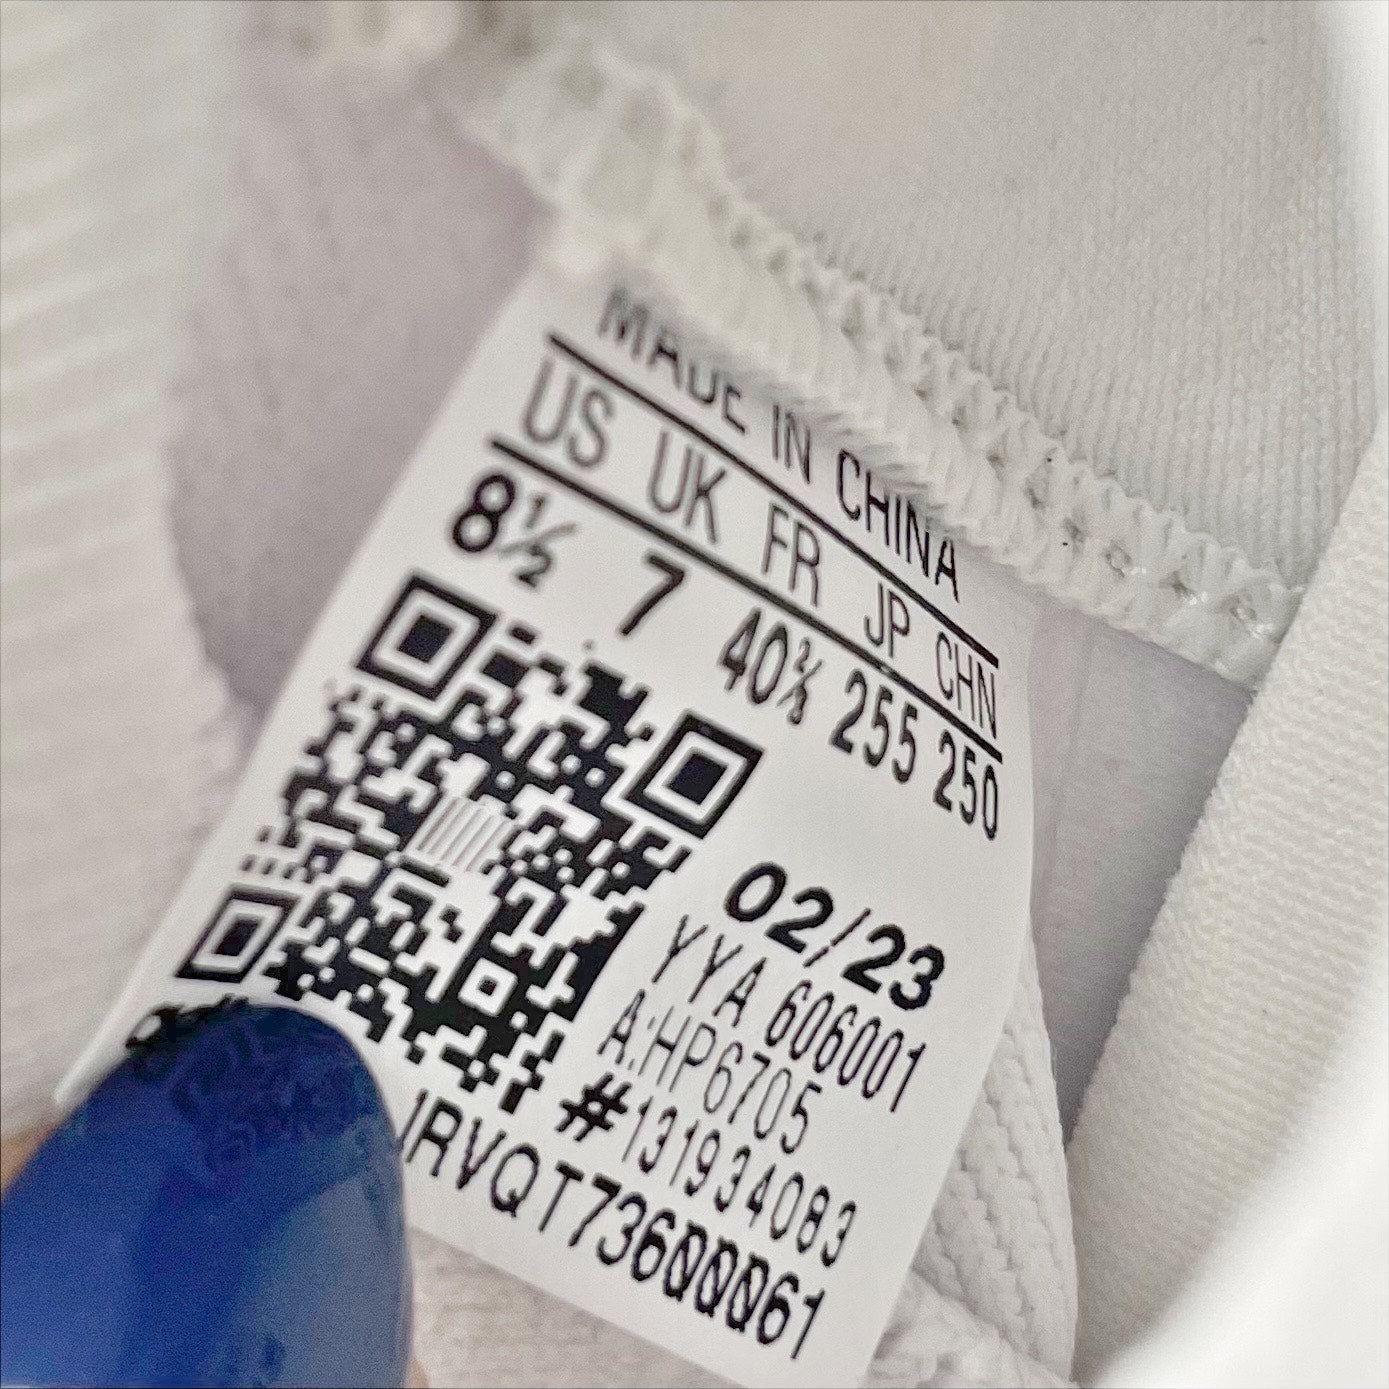 MADE IN CHINA
US UK FR JP CHN
8½ 7 40⅔ 255 250
02/23
YYA 606001
A:HP6705
#131934083
RVQT73600061